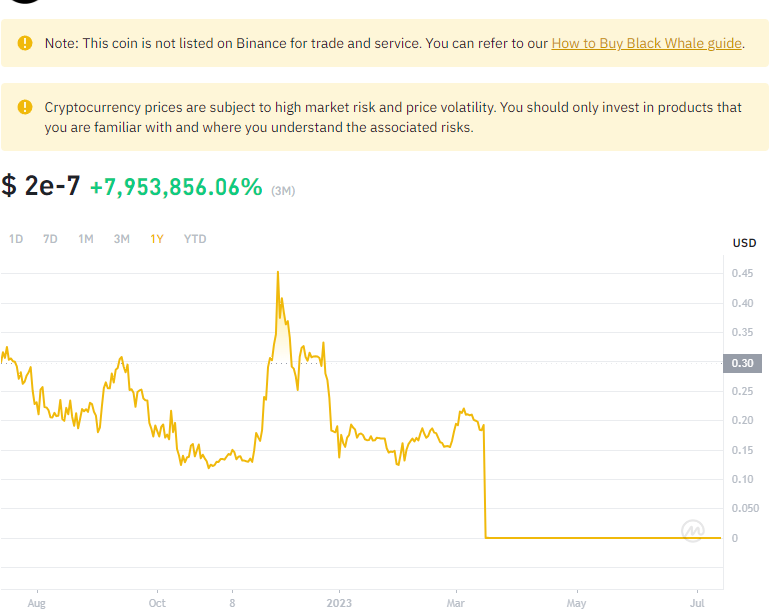 Note: This coin is not listed on Binance for trade and service. You can refer to our How to Buy Black Whale guide.
Cryptocurrency prices are subject to high market risk and price volatility. You should only invest in products that
you are familiar with and where you understand the associated risks.
$ 2e-7 +7,953,856.06% (3M)
1D 7D 1M 3M 1Y YTD
USD
0.45
0.40
0.35
0.30
0.25
0.20
0.15
0.10
0.050
0
Aug Oct 8 2023 Mar May Jul